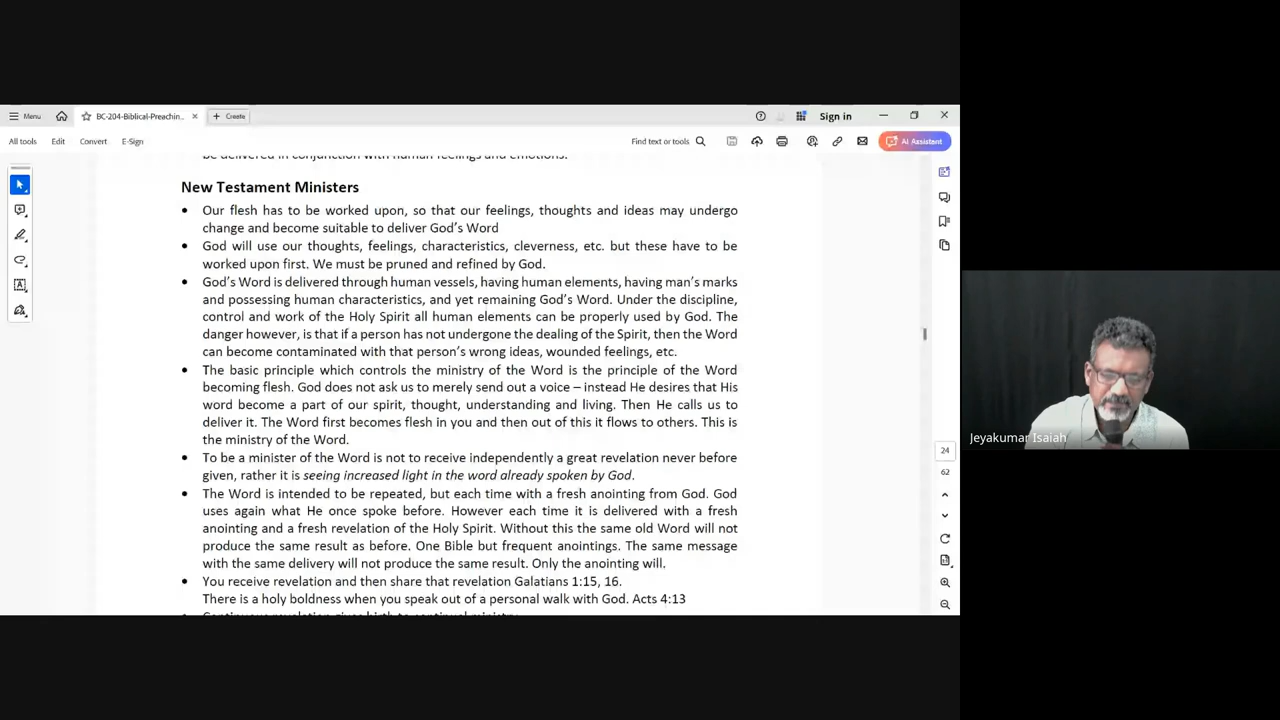 Menu
BC-204-Biblical-Preachin...
Create
Sign in
All tools
Edit
Convert
E-Sign
Find text or tools
AI Assistant
be delivered in conjunction with human feelings and emotions.
New Testament Ministers
• Our flesh has to be worked upon, so that our feelings, thoughts and ideas may undergo
change and become suitable to deliver God's Word
• God will use our thoughts, feelings, characteristics, cleverness, etc. but these have to be
worked upon first. We must be pruned and refined by God.
• God's Word is delivered through human vessels, having human elements, having man's marks
and possessing human characteristics, and yet remaining God's Word. Under the discipline,
control and work of the Holy Spirit all human elements can be properly used by God. The
danger however, is that if a person has not undergone the dealing of the Spirit, then the Word
can become contaminated with that person's wrong ideas, wounded feelings, etc.
• The basic principle which controls the ministry of the Word is the principle of the Word
becoming flesh. God does not ask us to merely send out a voice – instead He desires that His
word become a part of our spirit, thought, understanding and living. Then He calls us to
deliver it. The Word first becomes flesh in you and then out of this it flows to others. This is
the ministry of the Word.
• To be a minister of the Word is not to receive independently a great revelation never before
given, rather it is seeing increased light in the word already spoken by God.
• The Word is intended to be repeated, but each time with a fresh anointing from God. God
uses again what He once spoke before. However each time it is delivered with a fresh
anointing and a fresh revelation of the Holy Spirit. Without this the same old Word will not
produce the same result as before. One Bible but frequent anointings. The same message
with the same delivery will not produce the same result. Only the anointing will.
• You receive revelation and then share that revelation Galatians 1:15, 16.
There is a holy boldness when you speak out of a personal walk with God. Acts 4:13
• Continuous revelation gives birth to continual ministry
24
62
Jeyakumar Isaiah